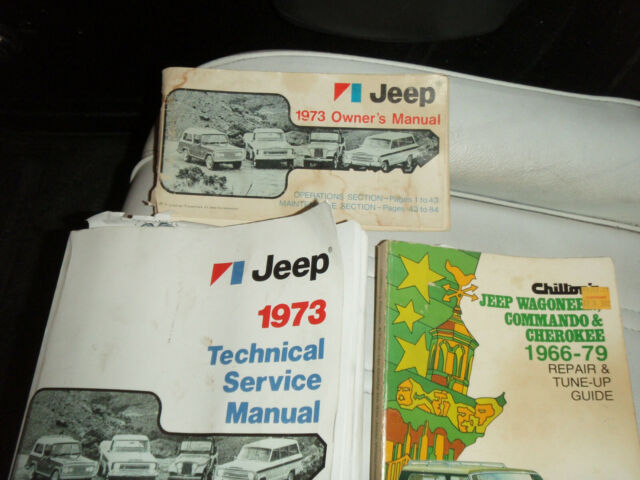 Jeep
1973 Owner's Manual
OPERATIONS SECTION–Pages 1 to 43
SECTION–Pages 43 to 84
Jeep
1973
Technical
Service
Manual
Chilton's
JEEP WAGONEER,
COMMANDO &
CHEROKEE
1966-79
REPAIR &
TUNE-UP
GUIDE